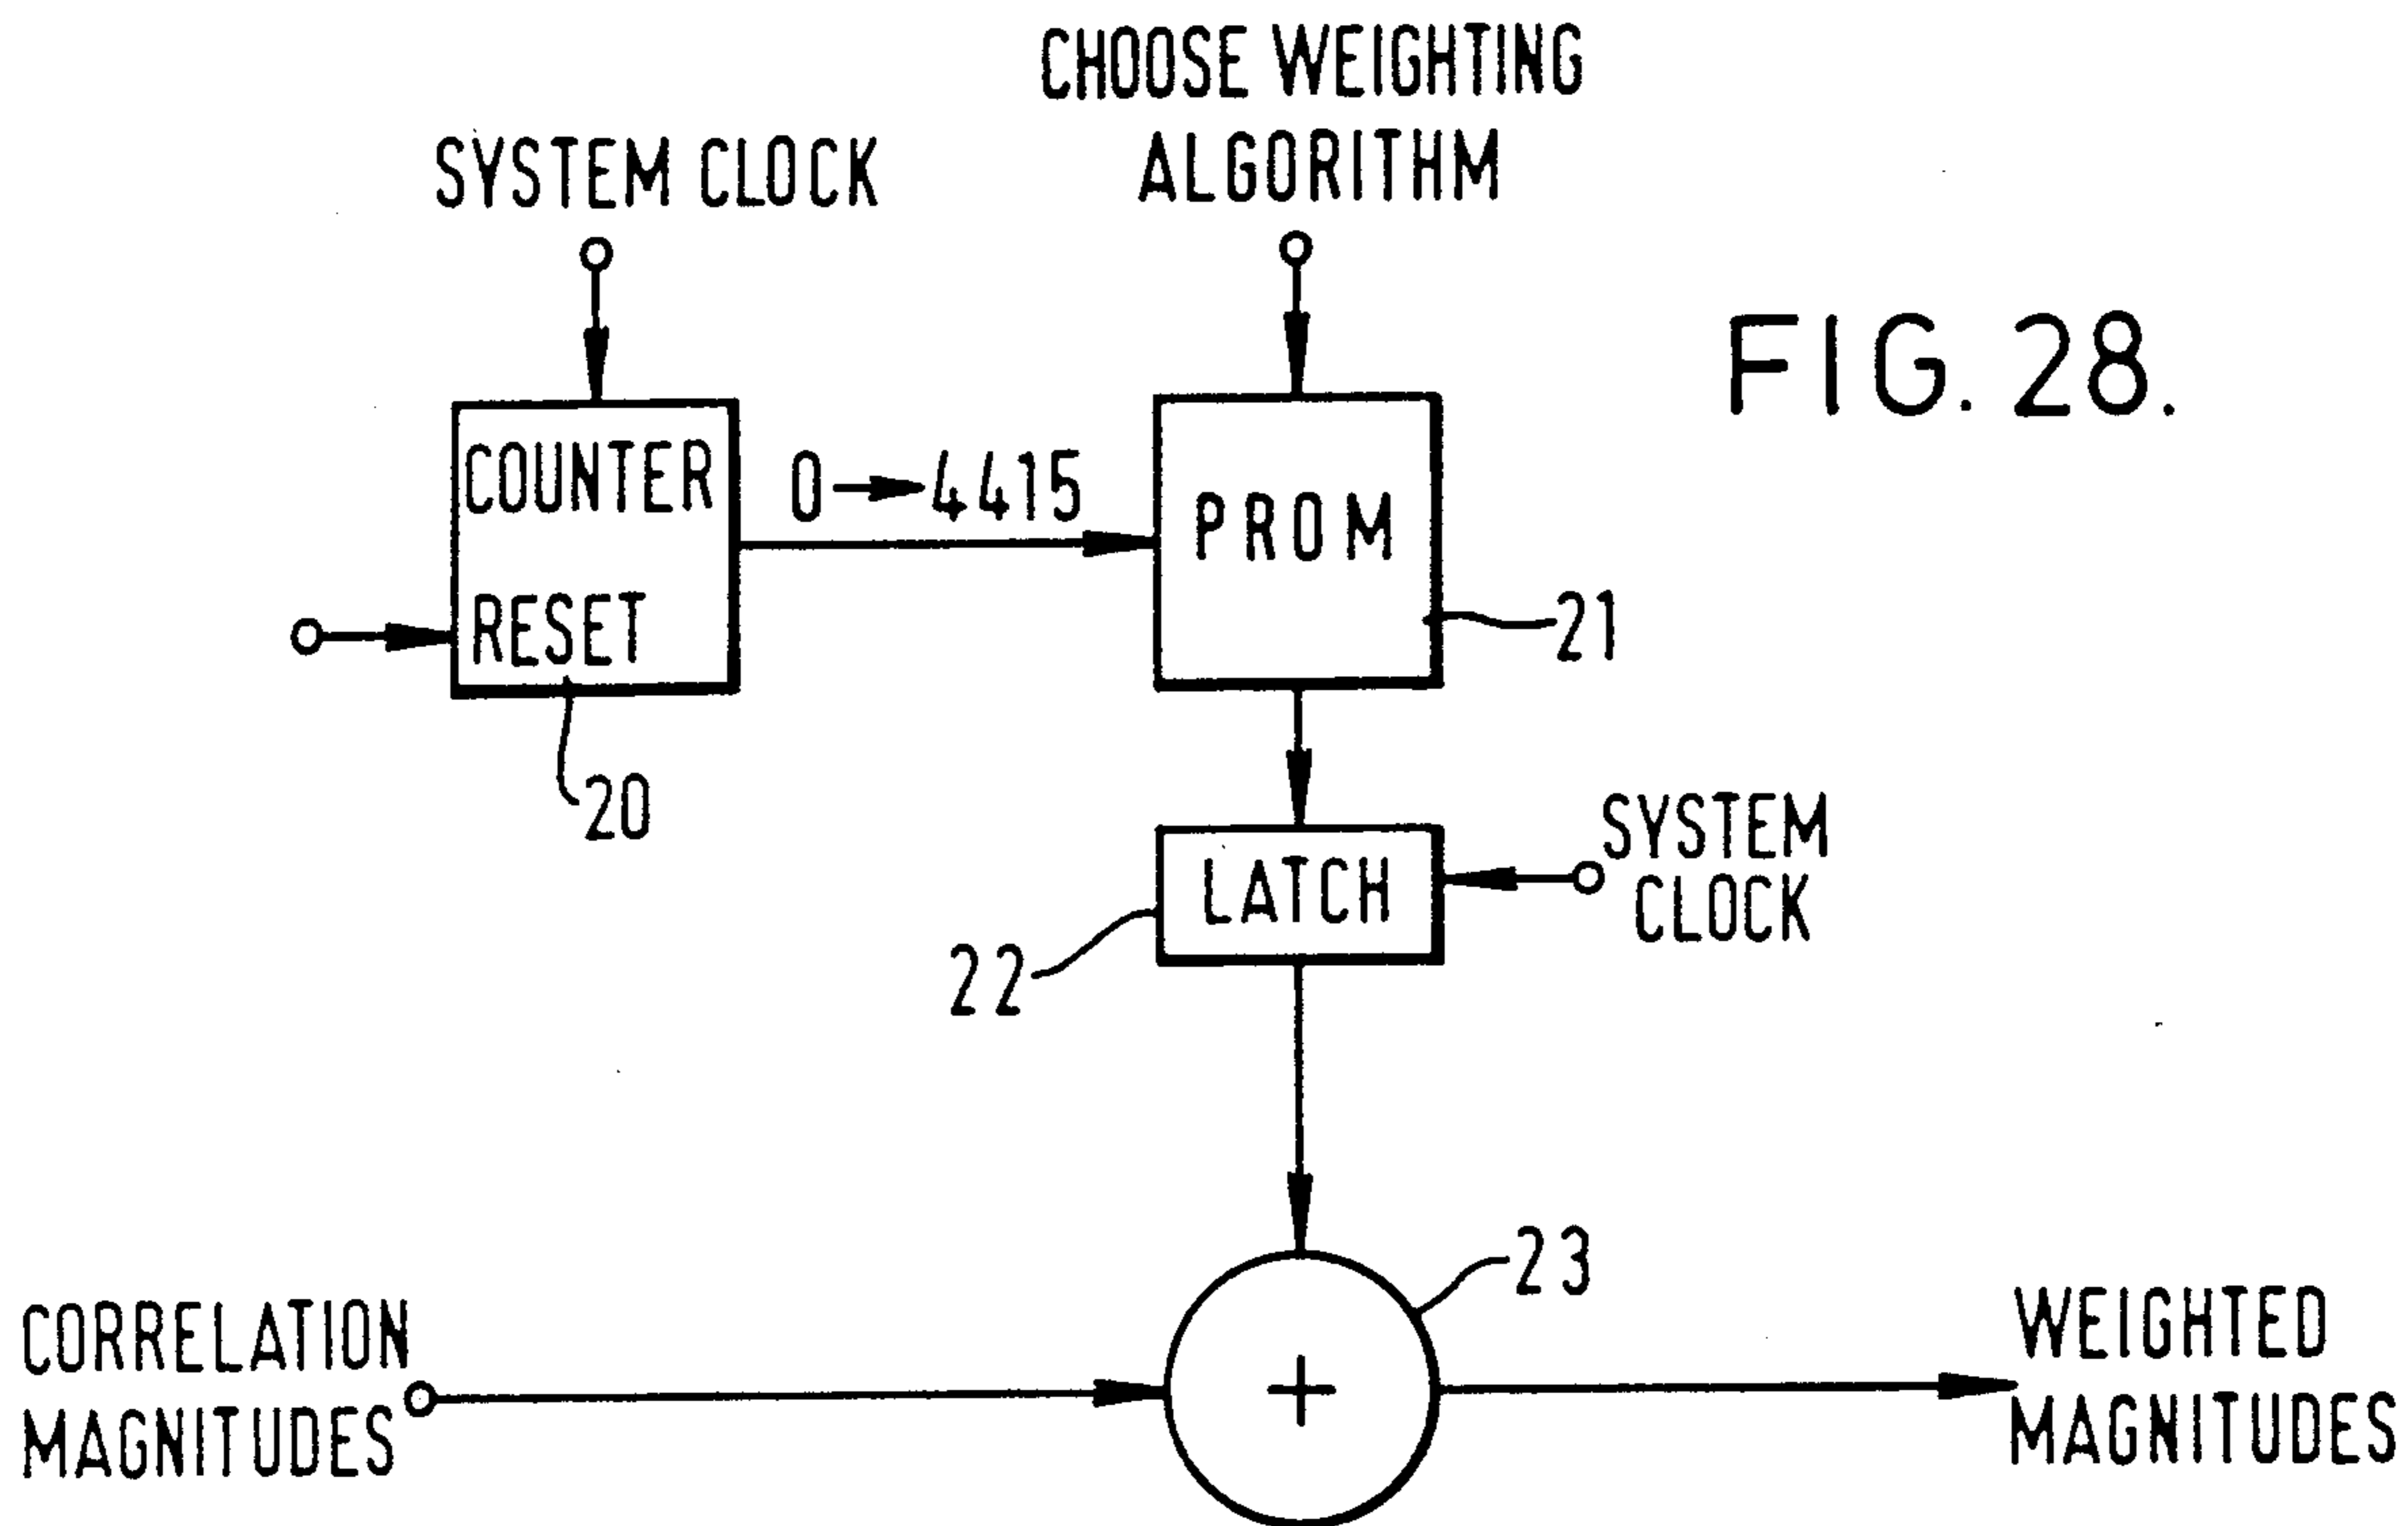 CHOOSE WEIGHTING
ALGORITHM
SYSTEM CLOCK
FIG. 28.
COUNTER
0→4415
PROM
RESET
21
20
SYSTEM
CLOCK
LATCH
22
23
CORRELATION
MAGNITUDES
+
WEIGHTED
MAGNITUDES